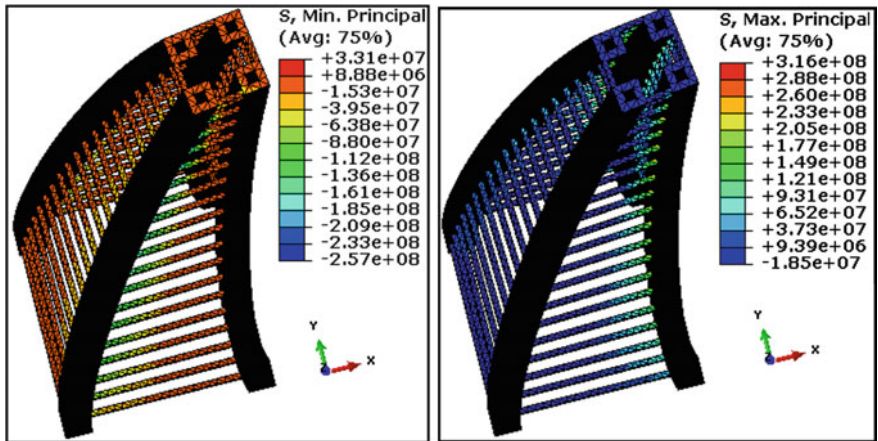 S, Min. Principal
(Avg: 75%)
+3.31e+07
+8.88e+06
-1.53e+07
-3.95e+07
-6.38e+07
-8.80e+07
-1.12e+08
-1.36e+08
-1.61e+08
-1.85e+08
-2.09e+08
-2.33e+08
-2.57e+08
Y
X
S, Max. Principal
(Avg: 75%)
+3.16e+08
+2.88e+08
+2.60e+08
+2.33e+08
+2.05e+08
+1.77e+08
+1.49e+08
+1.21e+08
+9.31e+07
+6.52e+07
+3.73e+07
+9.39e+06
-1.85e+07
Y
X